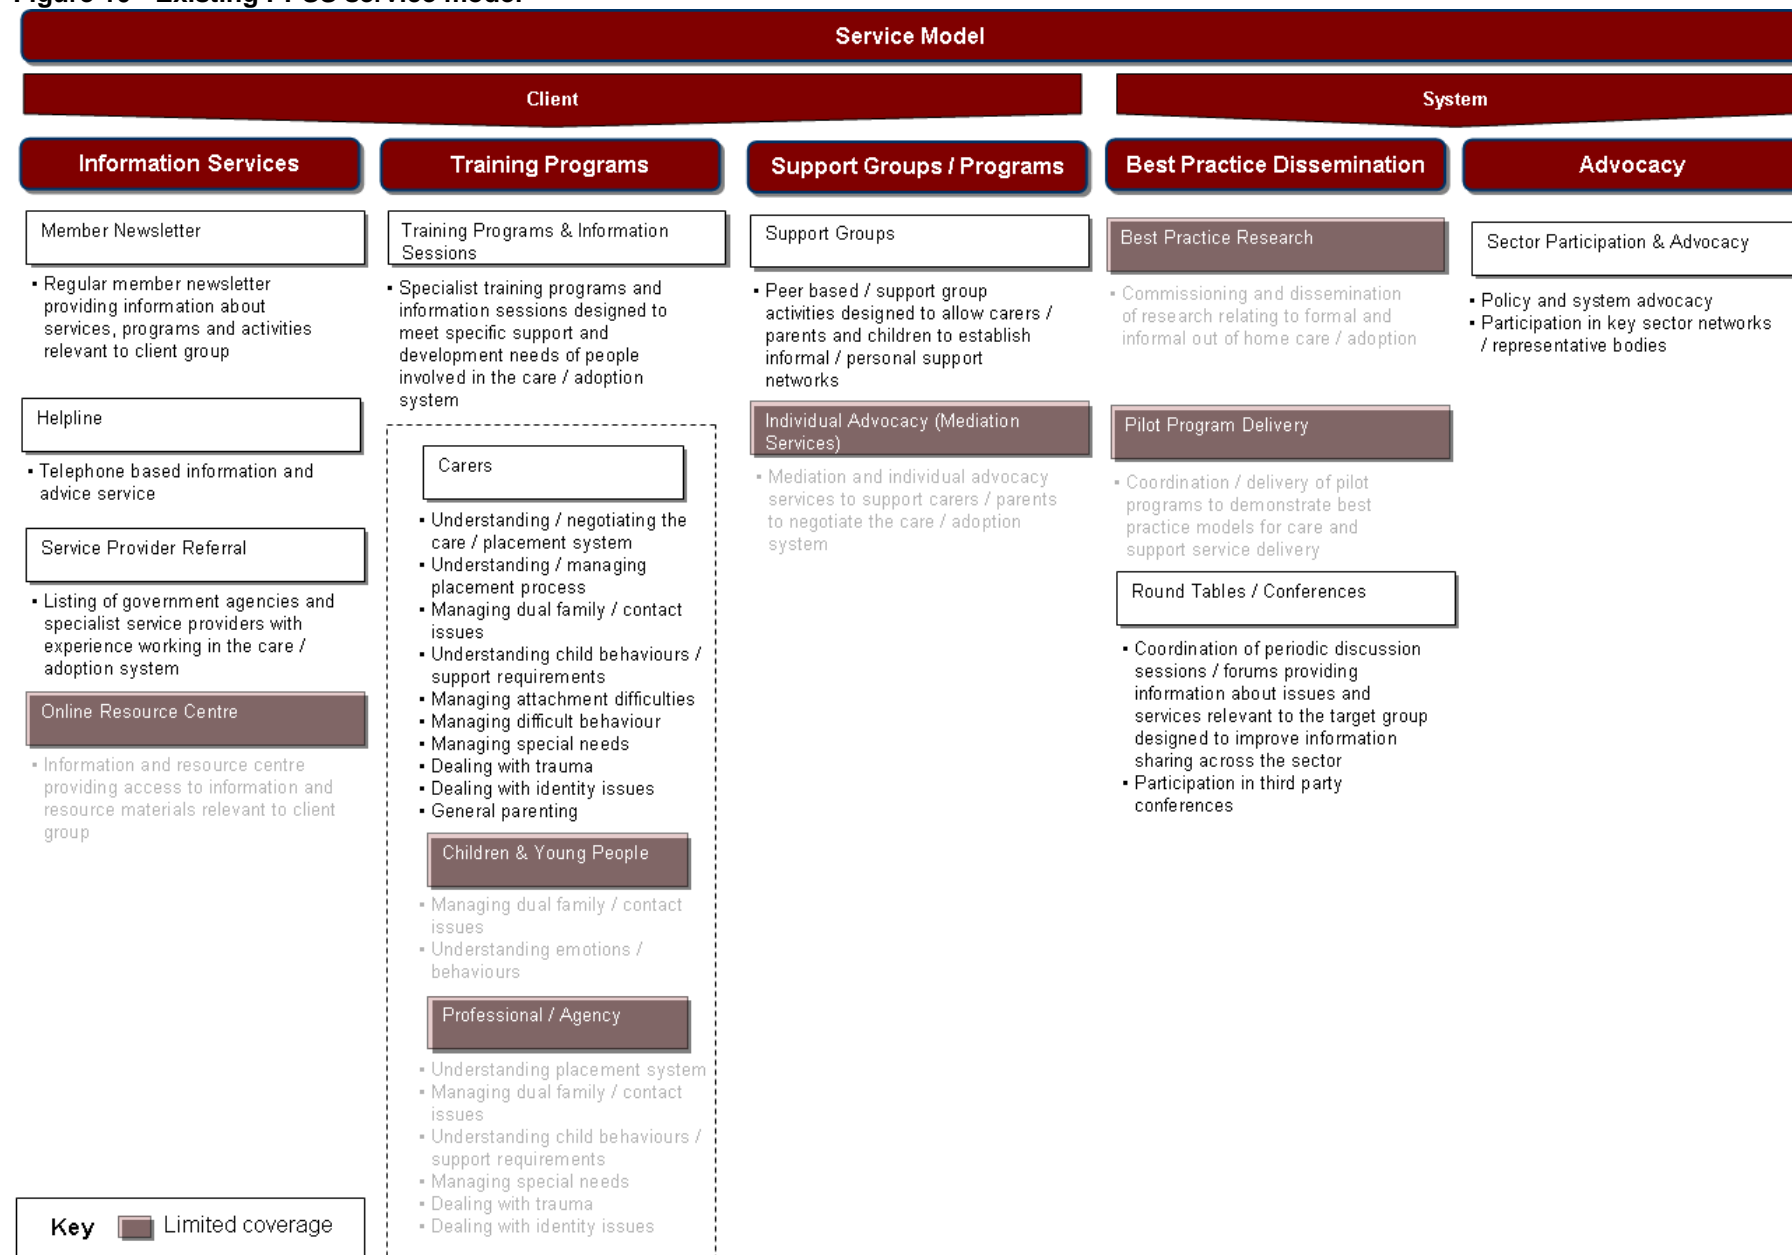 Service Model
Client
System
Information Services
Training Programs
Support Groups / Programs
Best Practice Dissemination
Advocacy
Member Newsletter
▪ Regular member newsletter
providing information about
services, programs and activities
relevant to client group
Helpline
▪ Telephone based information and
advice service
Service Provider Referral
▪ Listing of government agencies and
specialist service providers with
experience working in the care /
adoption system
Online Resource Centre
▪ Information and resource centre
providing access to information and
resource materials relevant to client
group
Training Programs & Information
Sessions
▪ Specialist training programs and
information sessions designed to
meet specific support and
development needs of people
involved in the care / adoption
system
Carers
▪ Understanding / negotiating the
care / placement system
▪ Understanding / managing
placement process
▪ Managing dual family / contact
issues
▪ Understanding child behaviours /
support requirements
▪ Managing attachment difficulties
▪ Managing difficult behaviour
▪ Managing special needs
▪ Dealing with trauma
▪ Dealing with identity issues
▪ General parenting
Children & Young People
▪ Managing dual family / contact
issues
▪ Understanding emotions /
behaviours
Professional / Agency
▪ Understanding placement system
▪ Managing dual family / contact
issues
▪ Understanding child behaviours /
support requirements
▪ Managing special needs
▪ Dealing with trauma
▪ Dealing with identity issues
Support Groups
▪ Peer based / support group
activities designed to allow carers /
parents and children to establish
informal / personal support
networks
Individual Advocacy (Mediation
Services)
▪ Mediation and individual advocacy
services to support carers / parents
to negotiate the care / adoption
system
Best Practice Research
▪ Commissioning and dissemination
of research relating to formal and
informal out of home care / adoption
Pilot Program Delivery
▪ Coordination / delivery of pilot
programs to demonstrate best
practice models for care and
support service delivery
Round Tables / Conferences
▪ Coordination of periodic discussion
sessions / forums providing
information about issues and
services relevant to the target group
designed to improve information
sharing across the sector
▪ Participation in third party
conferences
Sector Participation & Advocacy
▪ Policy and system advocacy
▪ Participation in key sector networks
/ representative bodies
Key
Limited coverage